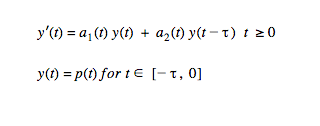 y′(t) = a₁(t) y(t) + a₂(t) y(t − τ) t ≥ 0
y(t) = p(t) for t ∈ [− τ, 0]